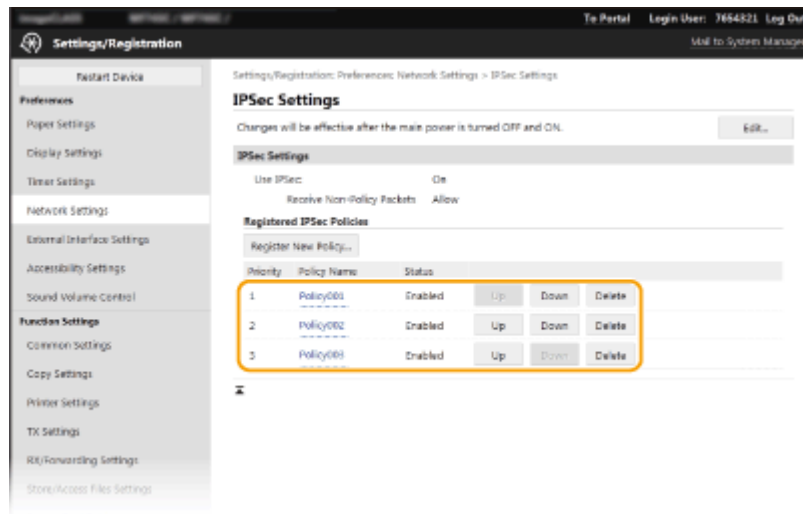 To Portal Login User: 7654321 Log Ou
Settings/Registration
Mail to System Manage
Restart Device
Preferences
Paper Settings
Display Settings
Timer Settings
Network Settings
External Interface Settings
Accessibility Settings
Sound Volume Control
Function Settings
Common Settings
Copy Settings
Printer Settings
TX Settings
RX/Forwarding Settings
Store/Access Files Settings
Settings/Registration: Preferences: Network Settings > IPSec Settings
IPSec Settings
Changes will be effective after the main power is turned OFF and ON.
Edit...
IPSec Settings
Use IPSec: On
Receive Non-Policy Packets Allow
Registered IPSec Policies
Register New Policy...
Priority Policy Name Status
1 Policy001 Enabled Up Down Delete
2 Policy002 Enabled Up Down Delete
3 Policy003 Enabled Up Down Delete